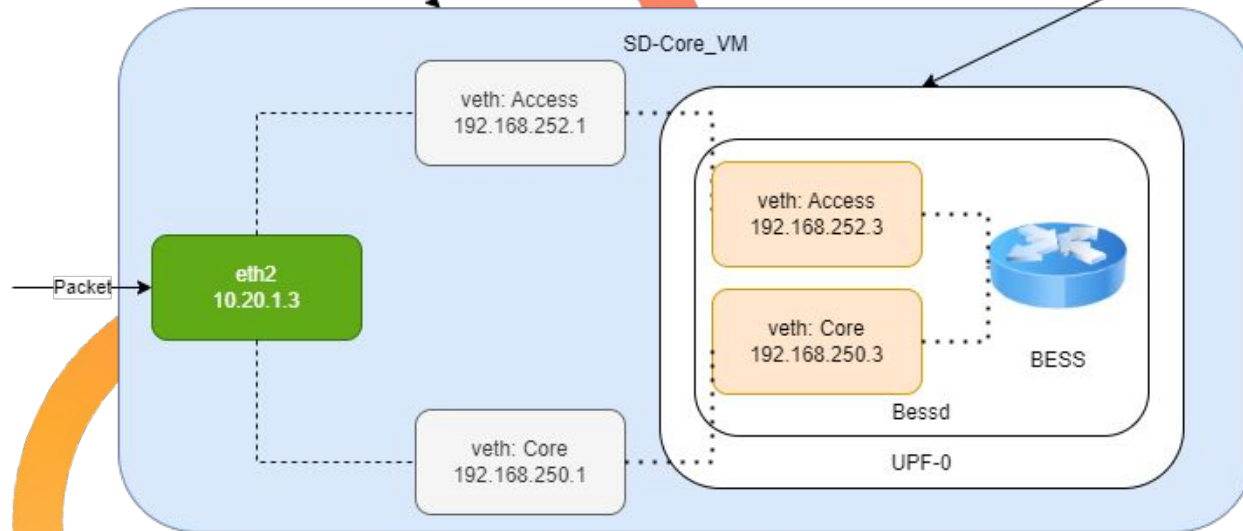 SD-Core_VM
veth: Access
192.168.252.1
veth: Access
192.168.252.3
eth2
10.20.1.3
Packet
veth: Core
192.168.250.3
BESS
Bessd
veth: Core
192.168.250.1
UPF-0